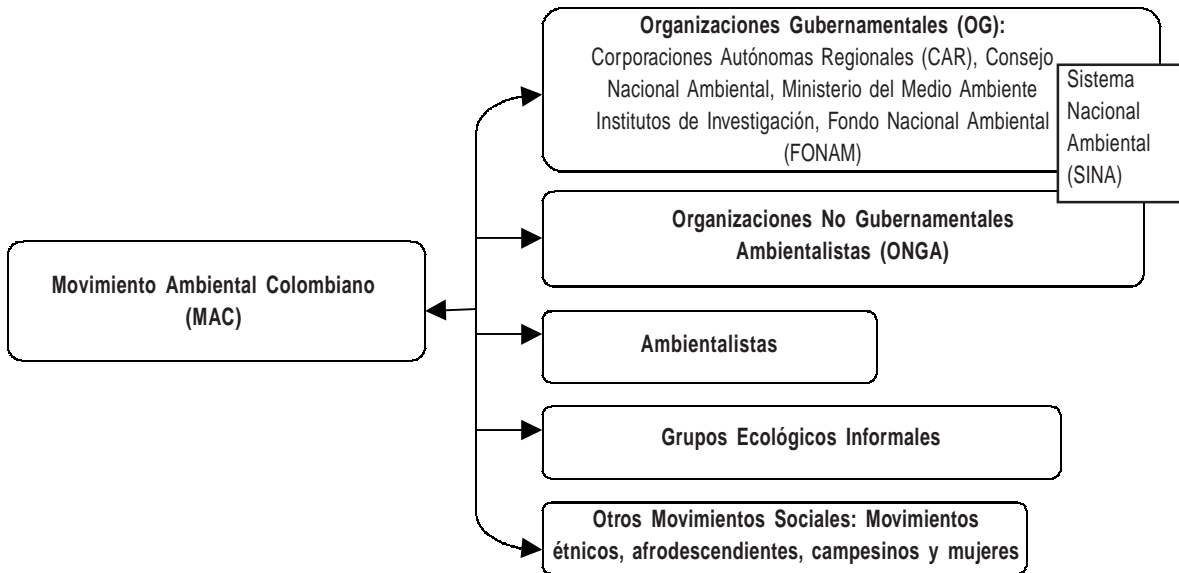 Organizaciones Gubernamentales (OG):
Corporaciones Autónomas Regionales (CAR), Consejo
Nacional Ambiental, Ministerio del Medio Ambiente
Institutos de Investigación, Fondo Nacional Ambiental
(FONAM)
Sistema
Nacional
Ambiental
(SINA)
Organizaciones No Gubernamentales
Ambientalistas (ONGA)
Movimiento Ambiental Colombiano
(MAC)
Ambientalistas
Grupos Ecológicos Informales
Otros Movimientos Sociales: Movimientos
étnicos, afrodescendientes, campesinos y mujeres